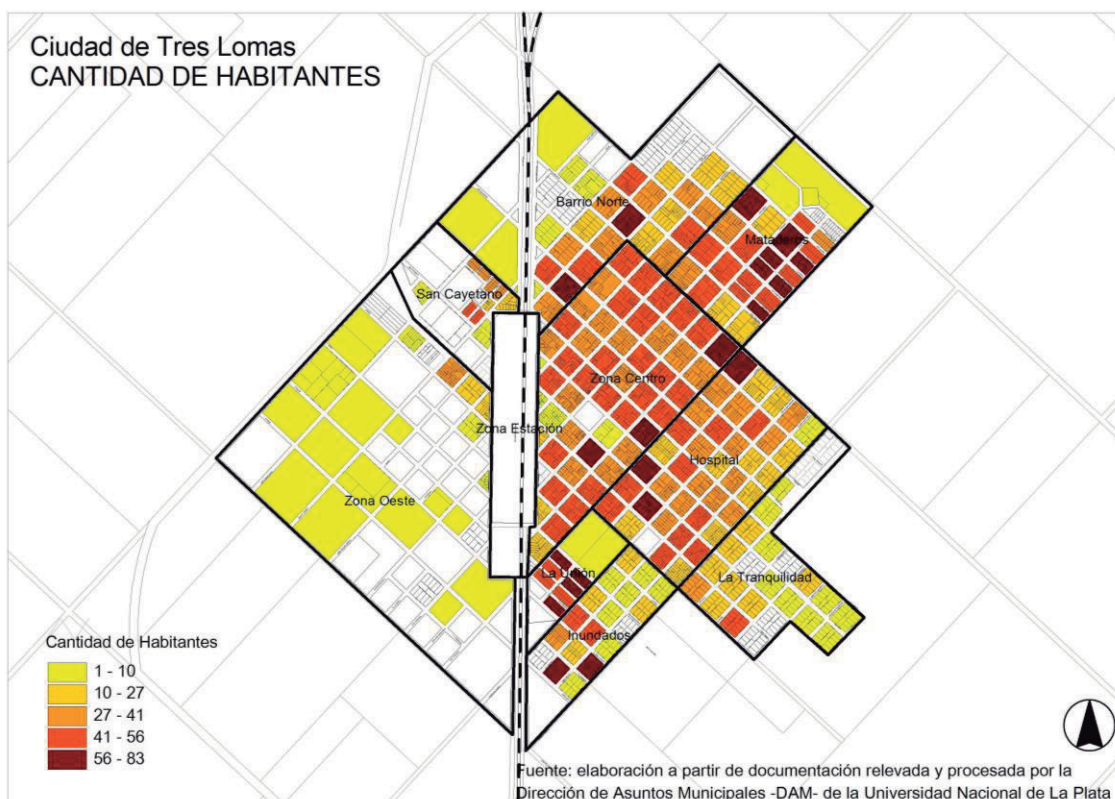 Ciudad de Tres Lomas
CANTIDAD DE HABITANTES
Barrio Norte
Mataderos
San Cayetano
Zona Centro
Zona Estación
Hospital
Zona Oeste
La Unión
La Tranquilidad
Inundados
Cantidad de Habitantes
1 - 10
10 - 27
27 - 41
41 - 56
56 - 83
Fuente: elaboración a partir de documentación relevada y procesada por la
Dirección de Asuntos Municipales -DAM- de la Universidad Nacional de La Plata